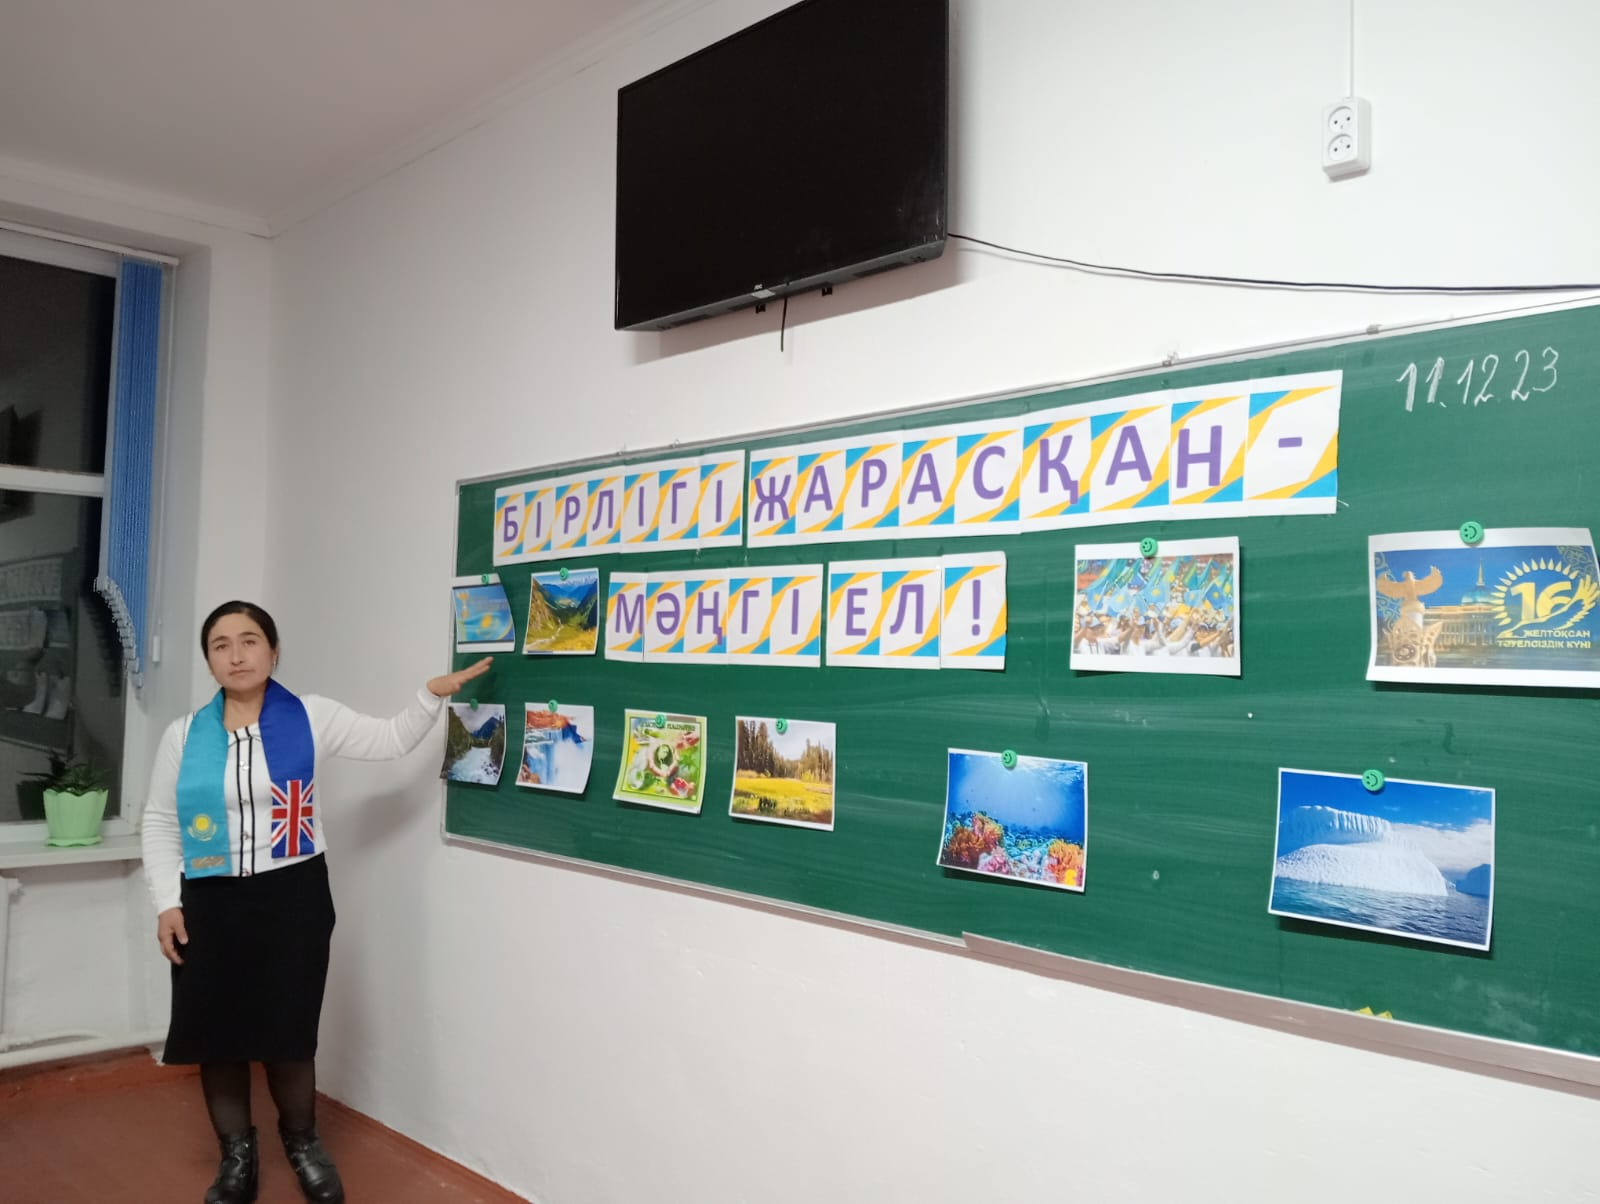 11.12.23
БІРЛІГІ ЖАРАСҚАН-
МӘҢГІ ЕЛ!
16
ЖЕЛТОҚСАН
ТӘУЕЛСІЗДІК КҮНІ